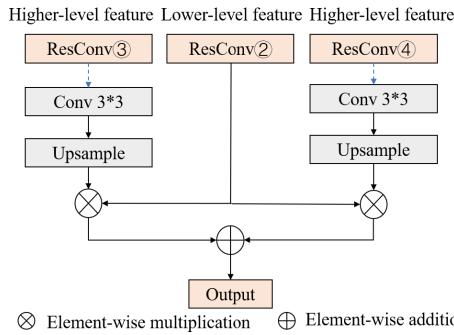 Higher-level feature Lower-level feature Higher-level feature
ResConv③ ResConv② ResConv④
Conv 3*3 Conv 3*3
Upsample Upsample
Output
Element-wise multiplication Element-wise additio